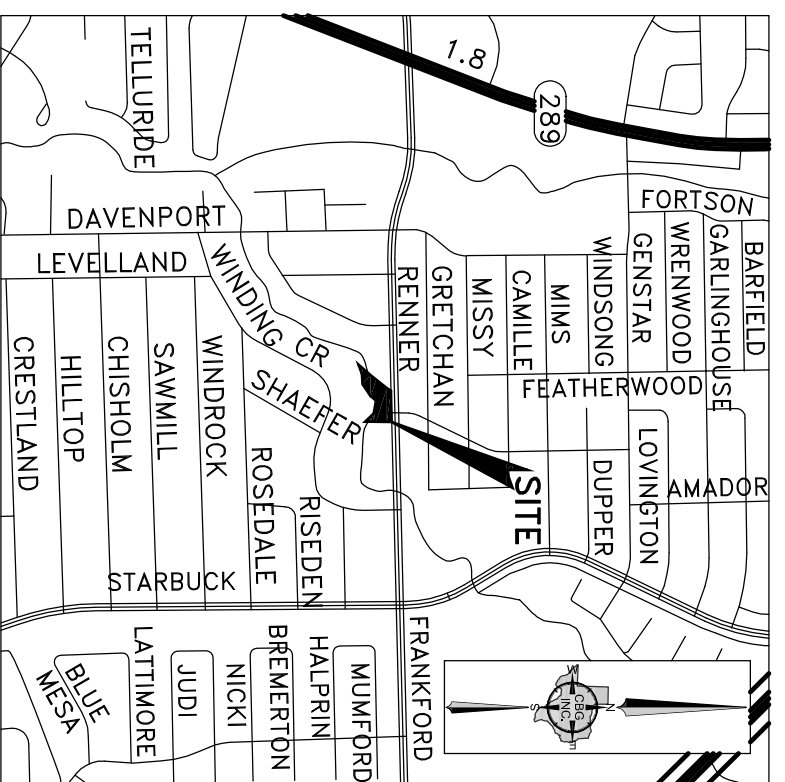 TELLURIDE
1.8
289
DAVENPORT
LEVELLAND
WINDING CR
SHAEFER
RENNER
GRETCHAN
MISSY
CAMILLE
MIMS
WINDSONG
GENSTAR
WRENWOOD
GARLINGHOUSE
BARFIELD
FORTSON
FEATHERWOOD
CRESTLAND
HILLTOP
CHISHOLM
SAWMILL
WINDROCK
ROSEDALE
RISEDEN
SITE
DUPPER
LOVINGTON
AMADOR
STARBUCK
BLUE
MESA
LATTIMORE
JUDI
NICKI
BREMERTON
HALPRIN
MUMFORD
FRANKFORD
W
S
CBG
INC.
N
E